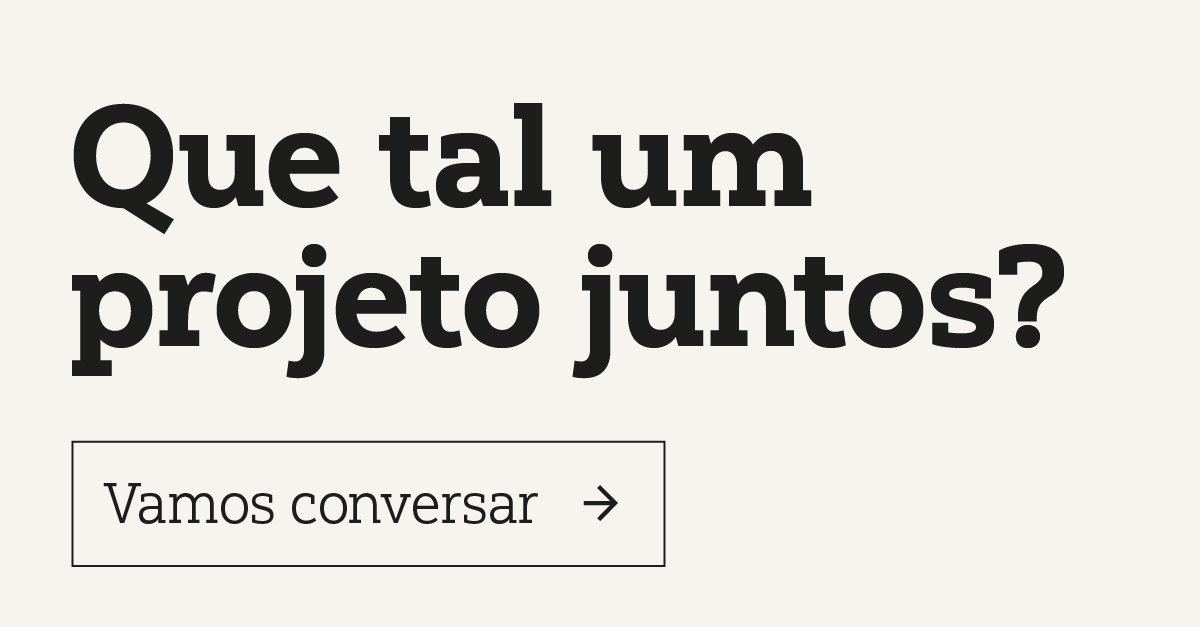 Que tal um
projeto juntos?
Vamos conversar →